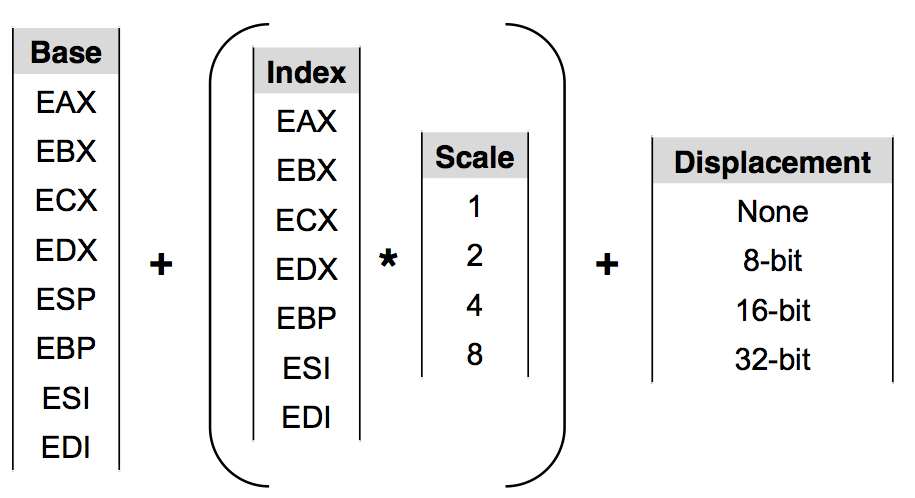 Base
EAX
EBX
ECX
EDX
ESP
EBP
ESI
EDI
+
(
Index
EAX
EBX
ECX
EDX
EBP
ESI
EDI
*
Scale
1
2
4
8
)
+
Displacement
None
8-bit
16-bit
32-bit